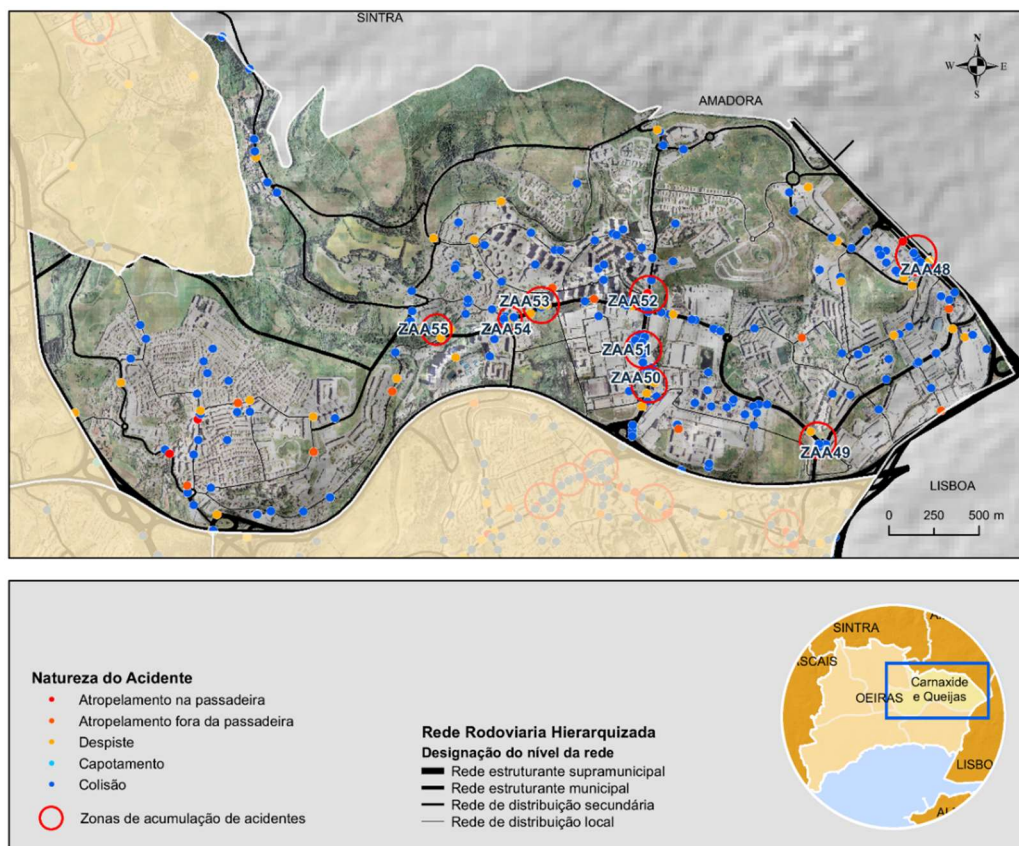 SINTRA
AMADORA
N
W E
S
ZAA48
ZAA53
ZAA52
ZAA55
ZAA54
ZAA51
ZAA50
ZAA49
LISBOA
0 250 500 m
Natureza do Acidente
Atropelamento na passadeira
Atropelamento fora da passadeira
Despiste
Capotamento
Colisão
Zonas de acumulação de acidentes
Rede Rodoviaria Hierarquizada
Designação do nível da rede
Rede estruturante supramunicipal
Rede estruturante municipal
Rede de distribuição secundária
Rede de distribuição local
SINTRA
A
ASCAIS
OEIRAS
Carnaxide
e Queijas
LISBO
AL